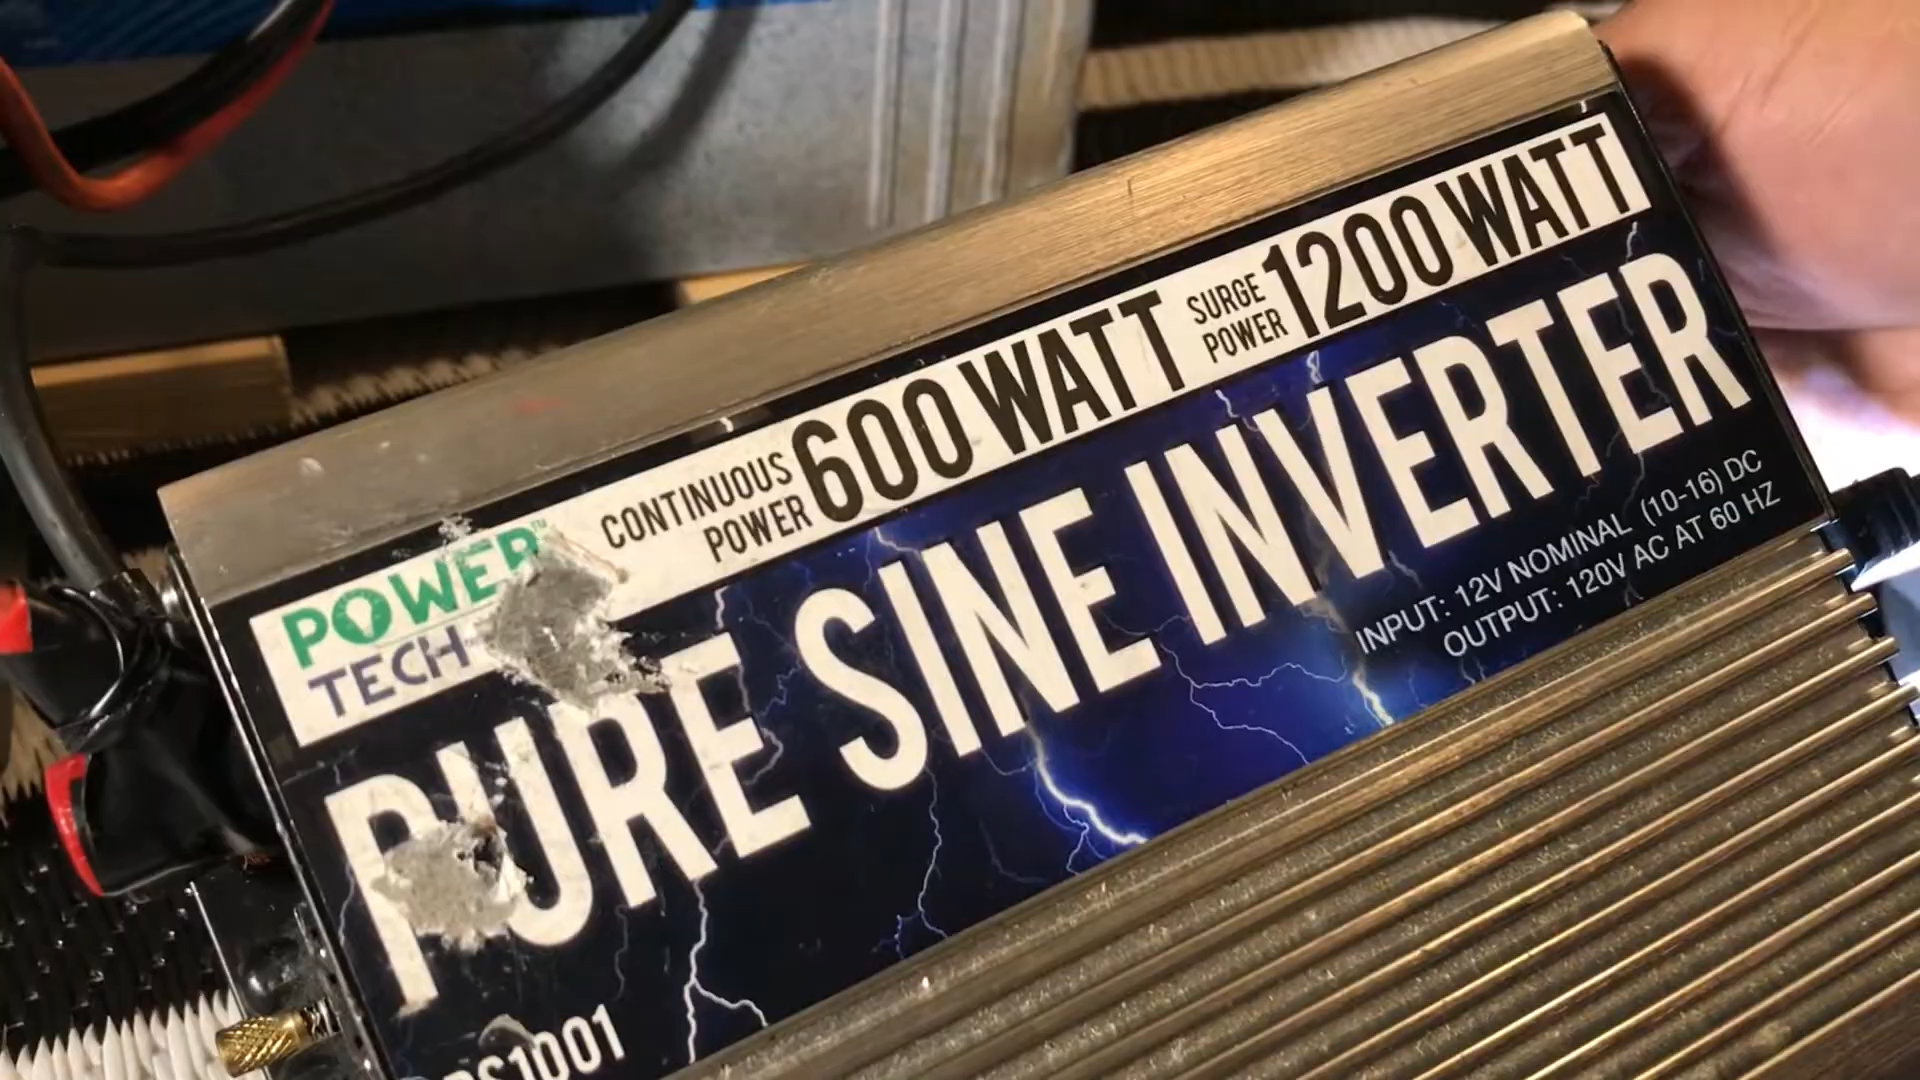 CONTINUOUS POWER 600 WATT SURGE POWER 1200 WATT
POWER™
TECH
PURE SINE INVERTER
INPUT: 12V NOMINAL (10-16) DC
OUTPUT: 120V AC AT 60 HZ